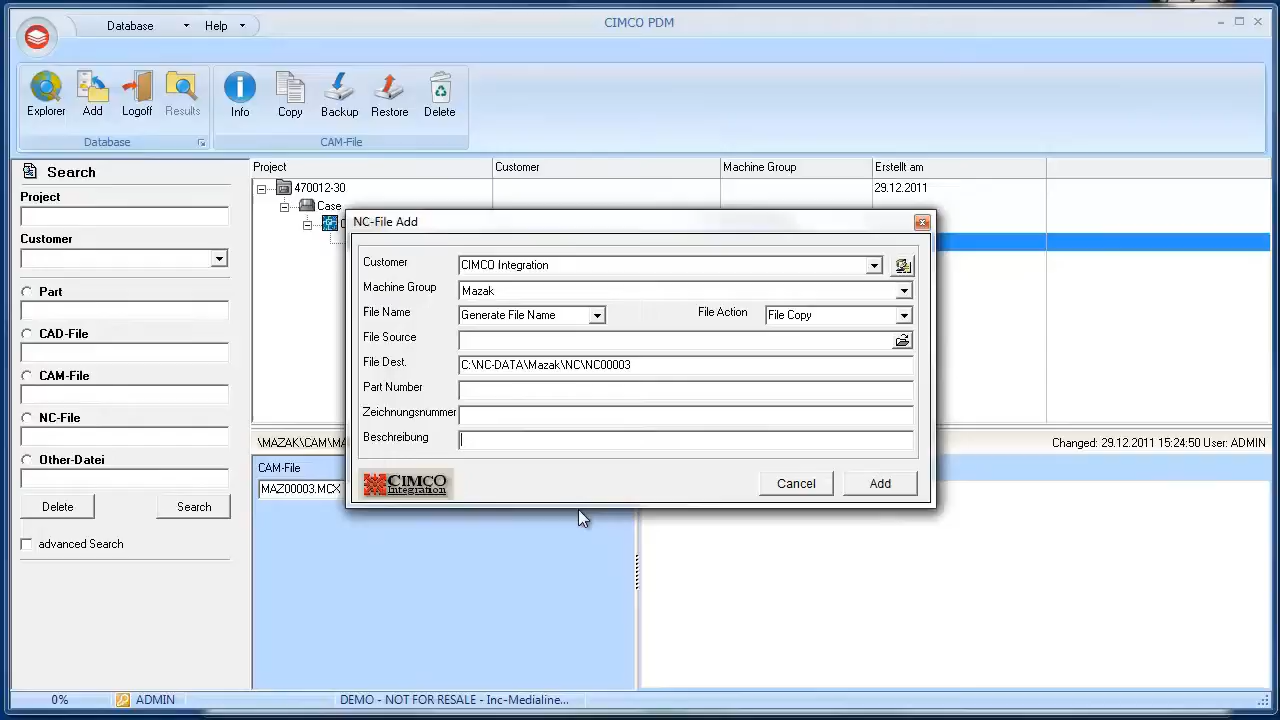 Database Help CIMCO PDM
Explorer Add Logoff Results Info Copy Backup Restore Delete
Database CAM-File
Search
Project
Customer
Part
CAD-File
CAM-File
NC-File
Other-Datei
Delete Search
advanced Search
Project Customer Machine Group Erstellt am
470012-30 29.12.2011
Case
NC-File Add
Customer CIMCO Integration
Machine Group Mazak
File Name Generate File Name File Action File Copy
File Source
File Dest. C:\NC-DATA\Mazak\NC\NC00003
Part Number
Zeichnungsnummer
Beschreibung
CIMCO
Integration
Cancel Add
\MAZAK\CAM\MA Changed: 29.12.2011 15:24:50 User: ADMIN
CAM-File
MAZ00003.MCX
0% ADMIN DEMO - NOT FOR RESALE - Inc-Medialine...